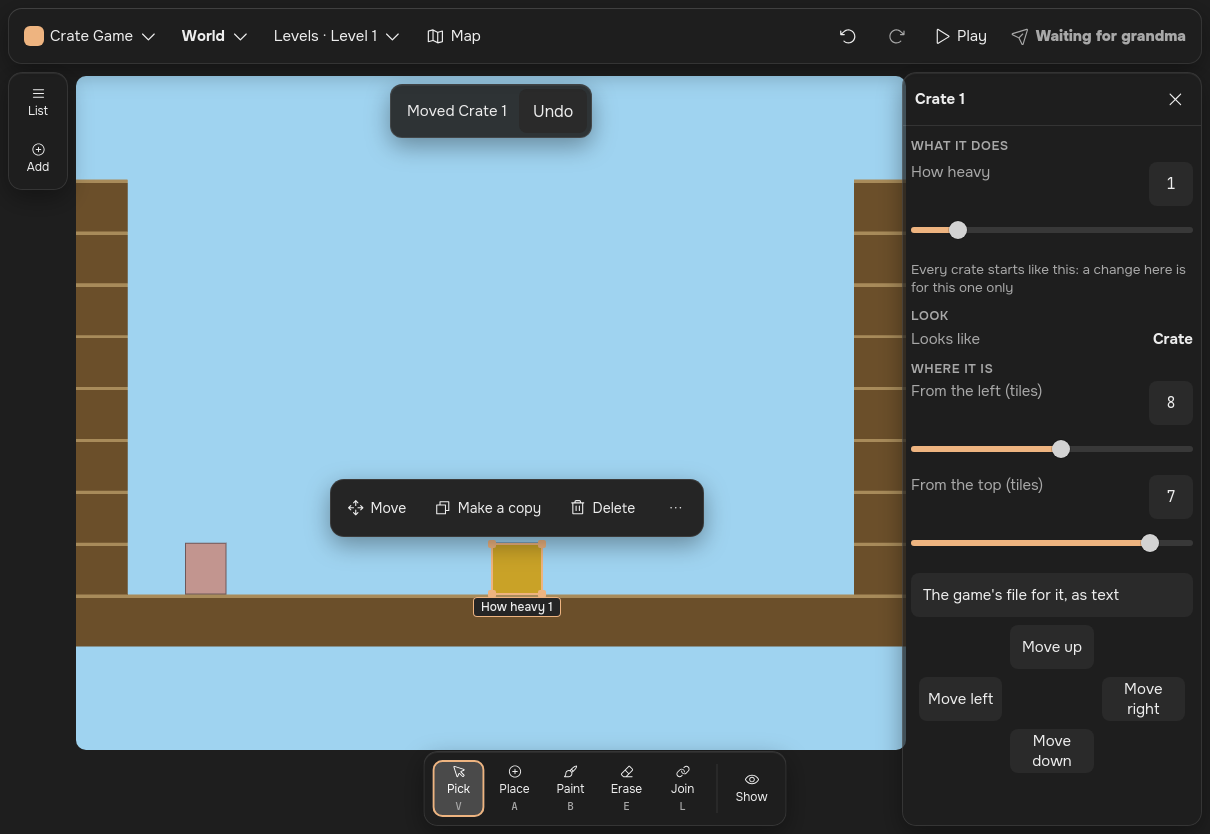 Crate Game
World
Levels · Level 1
Map
Play
Waiting for grandma
List
Add
Moved Crate 1
Undo
Crate 1
WHAT IT DOES
How heavy
1
Every crate starts like this: a change here is
for this one only
LOOK
Looks like
Crate
WHERE IT IS
From the left (tiles)
8
From the top (tiles)
7
The game's file for it, as text
Move up
Move left
Move
right
Move
down
Move
Make a copy
Delete
···
How heavy 1
Pick
V
Place
A
Paint
B
Erase
E
Join
L
Show